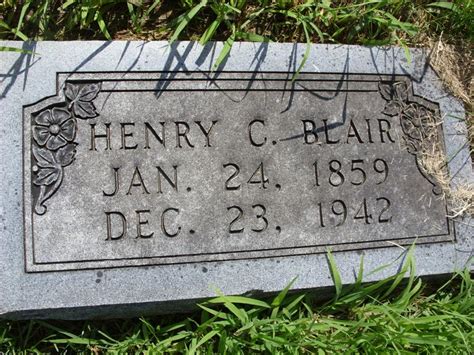 HENRY C. BLAIR
JAN. 24, 1859
DEC. 23, 1942